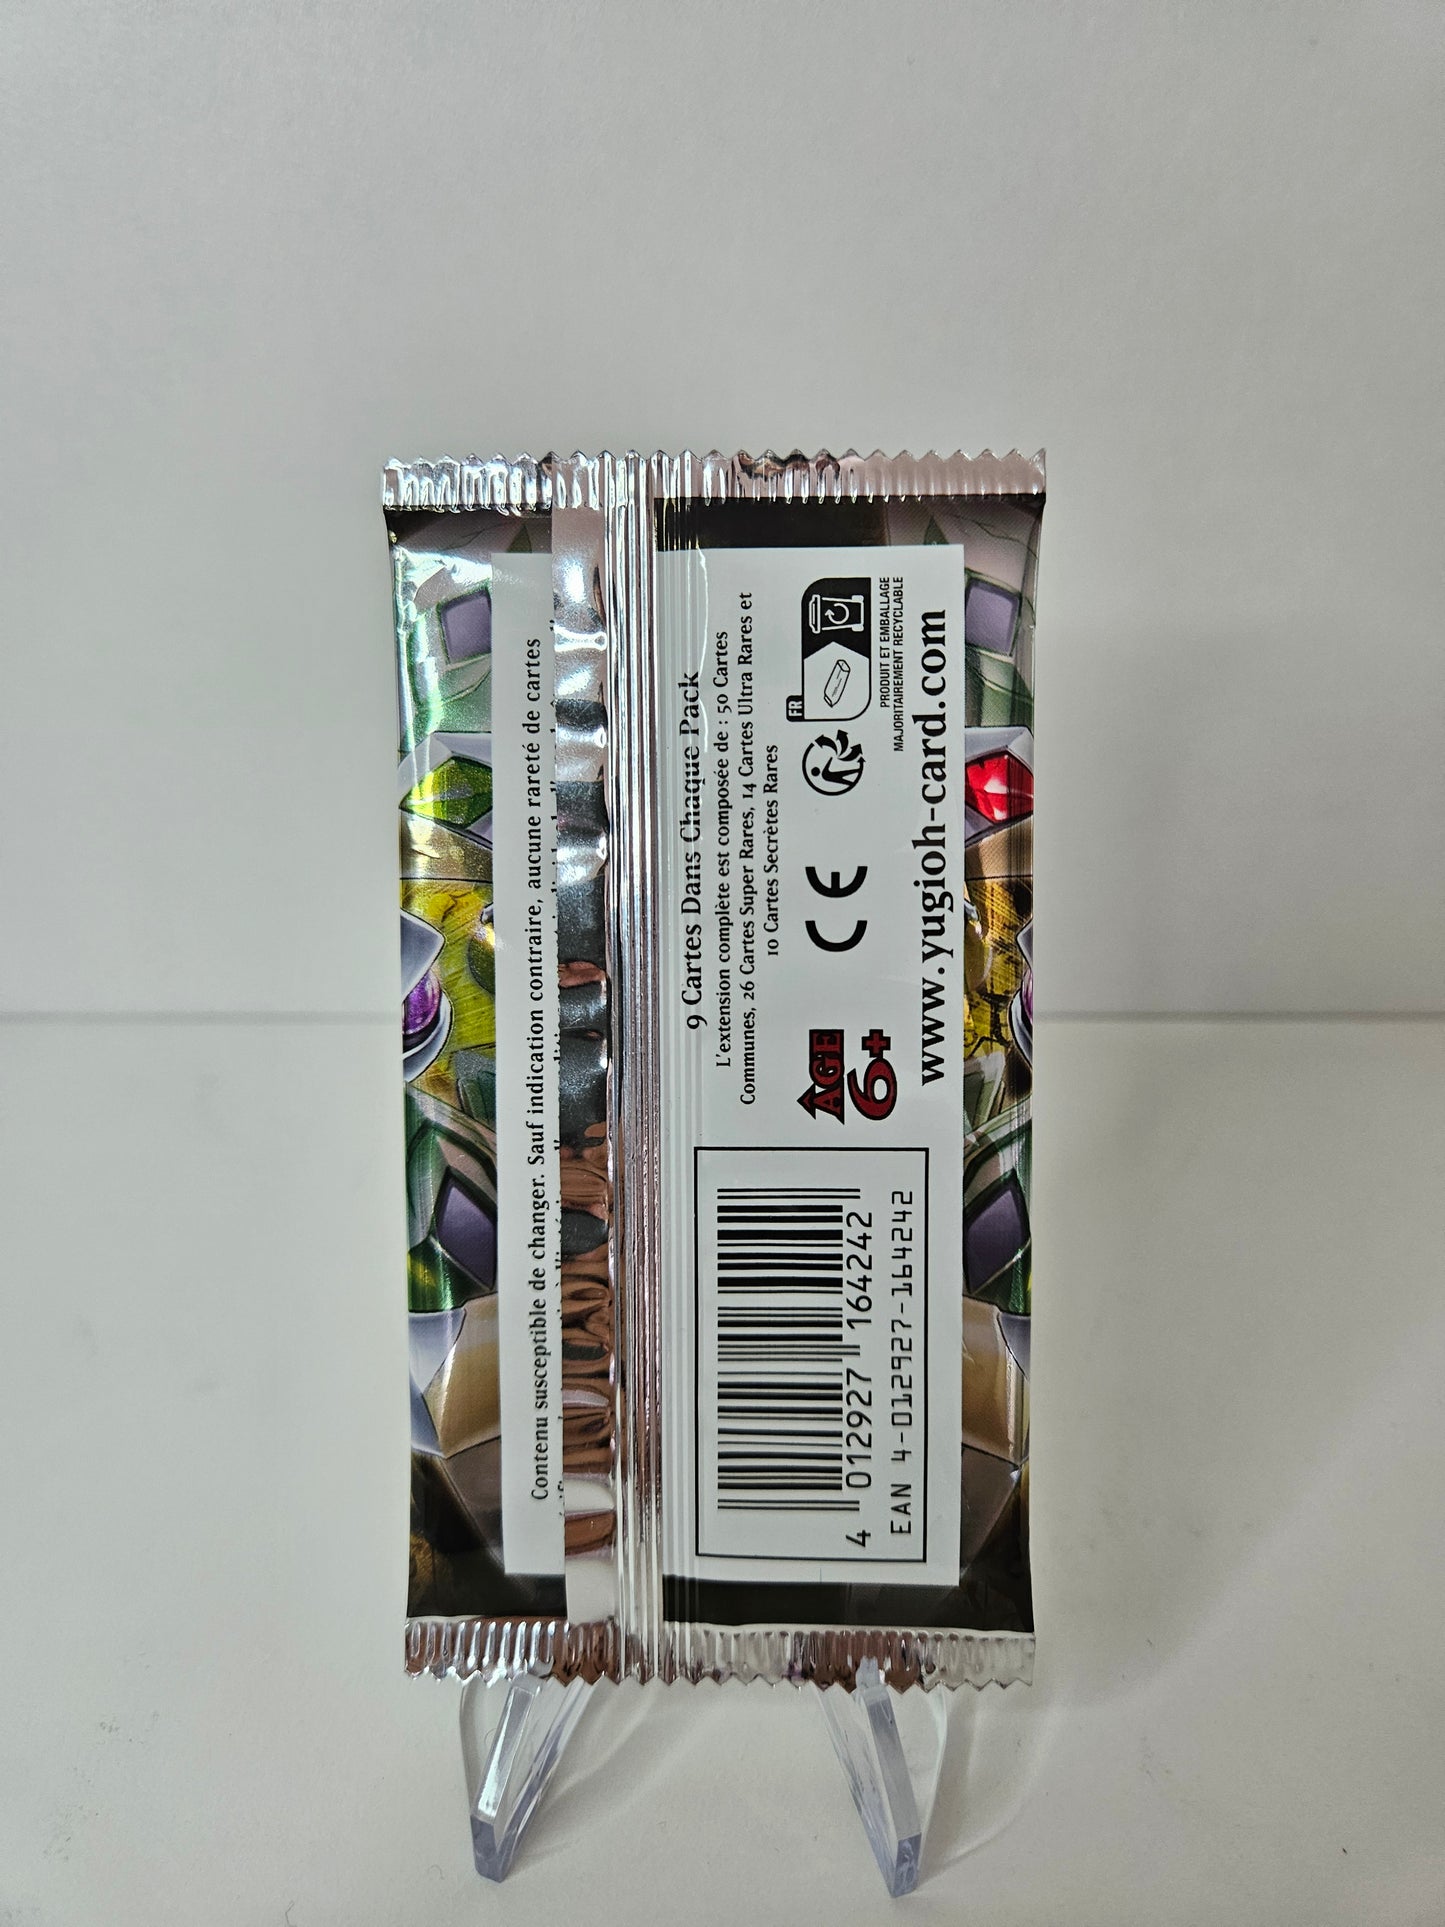 Contenu susceptible de changer. Sauf indication contraire, aucune rareté de cartes
9 Cartes Dans Chaque Pack
L'extension complète est composée de : 50 Cartes
Communes, 26 Cartes Super Rares, 14 Cartes Ultra Rares et
10 Cartes Secrètes Rares
FR
PRODUIT ET EMBALLAGE
MAJORITAIREMENT RECYCLABLE
CE
ÂGE
6+
www.yugioh-card.com
4 012927 164242
EAN 4-012927-164242